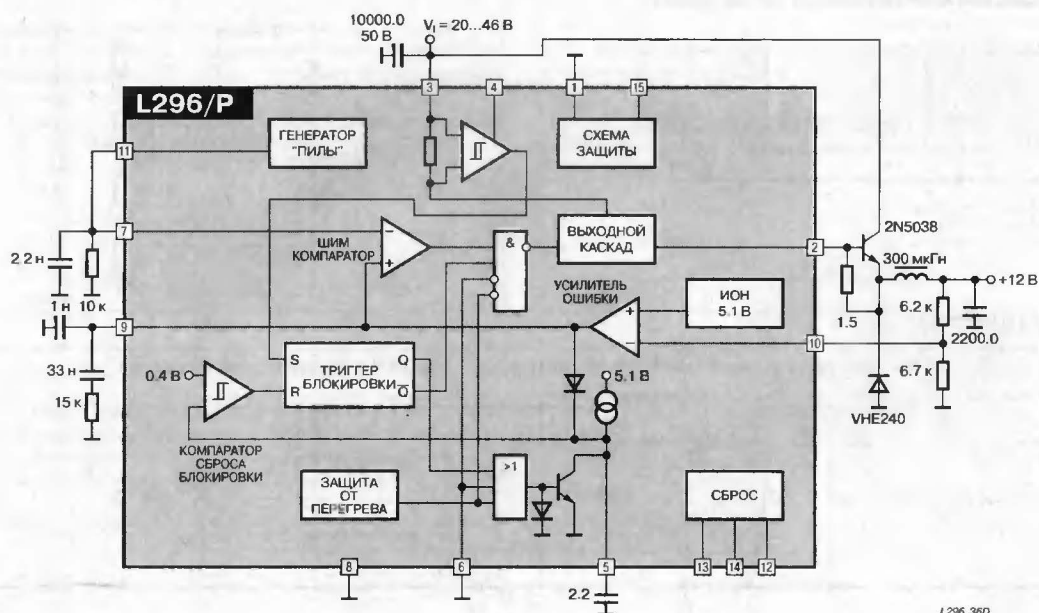 10000.0
50 В
V₁ = 20...46 В
3
4
1
15
L296/P
ГЕНЕРАТОР
"ПИЛЫ"
СХЕМА
ЗАЩИТЫ
11
7
ШИМ
КОМПАРАТОР
&
ВЫХОДНОЙ
КАСКАД
2
2N5038
300 мкГн
+12 В
2,2 н
1 н
10 к
9
УСИЛИТЕЛЬ
ОШИБКИ
ИОН
5.1 В
1.5
6.2 к
2200.0
10
6.7 к
33 н
15 к
0.4 В
S
R
ТРИГГЕР
БЛОКИРОВКИ
Q
Q̅
5.1 В
VHE240
КОМПАРАТОР
СБРОСА
БЛОКИРОВКИ
ЗАЩИТА
ОТ
ПЕРЕГРЕВА
>1
СБРОС
8
6
5
13
14
12
2.2
L296_36D